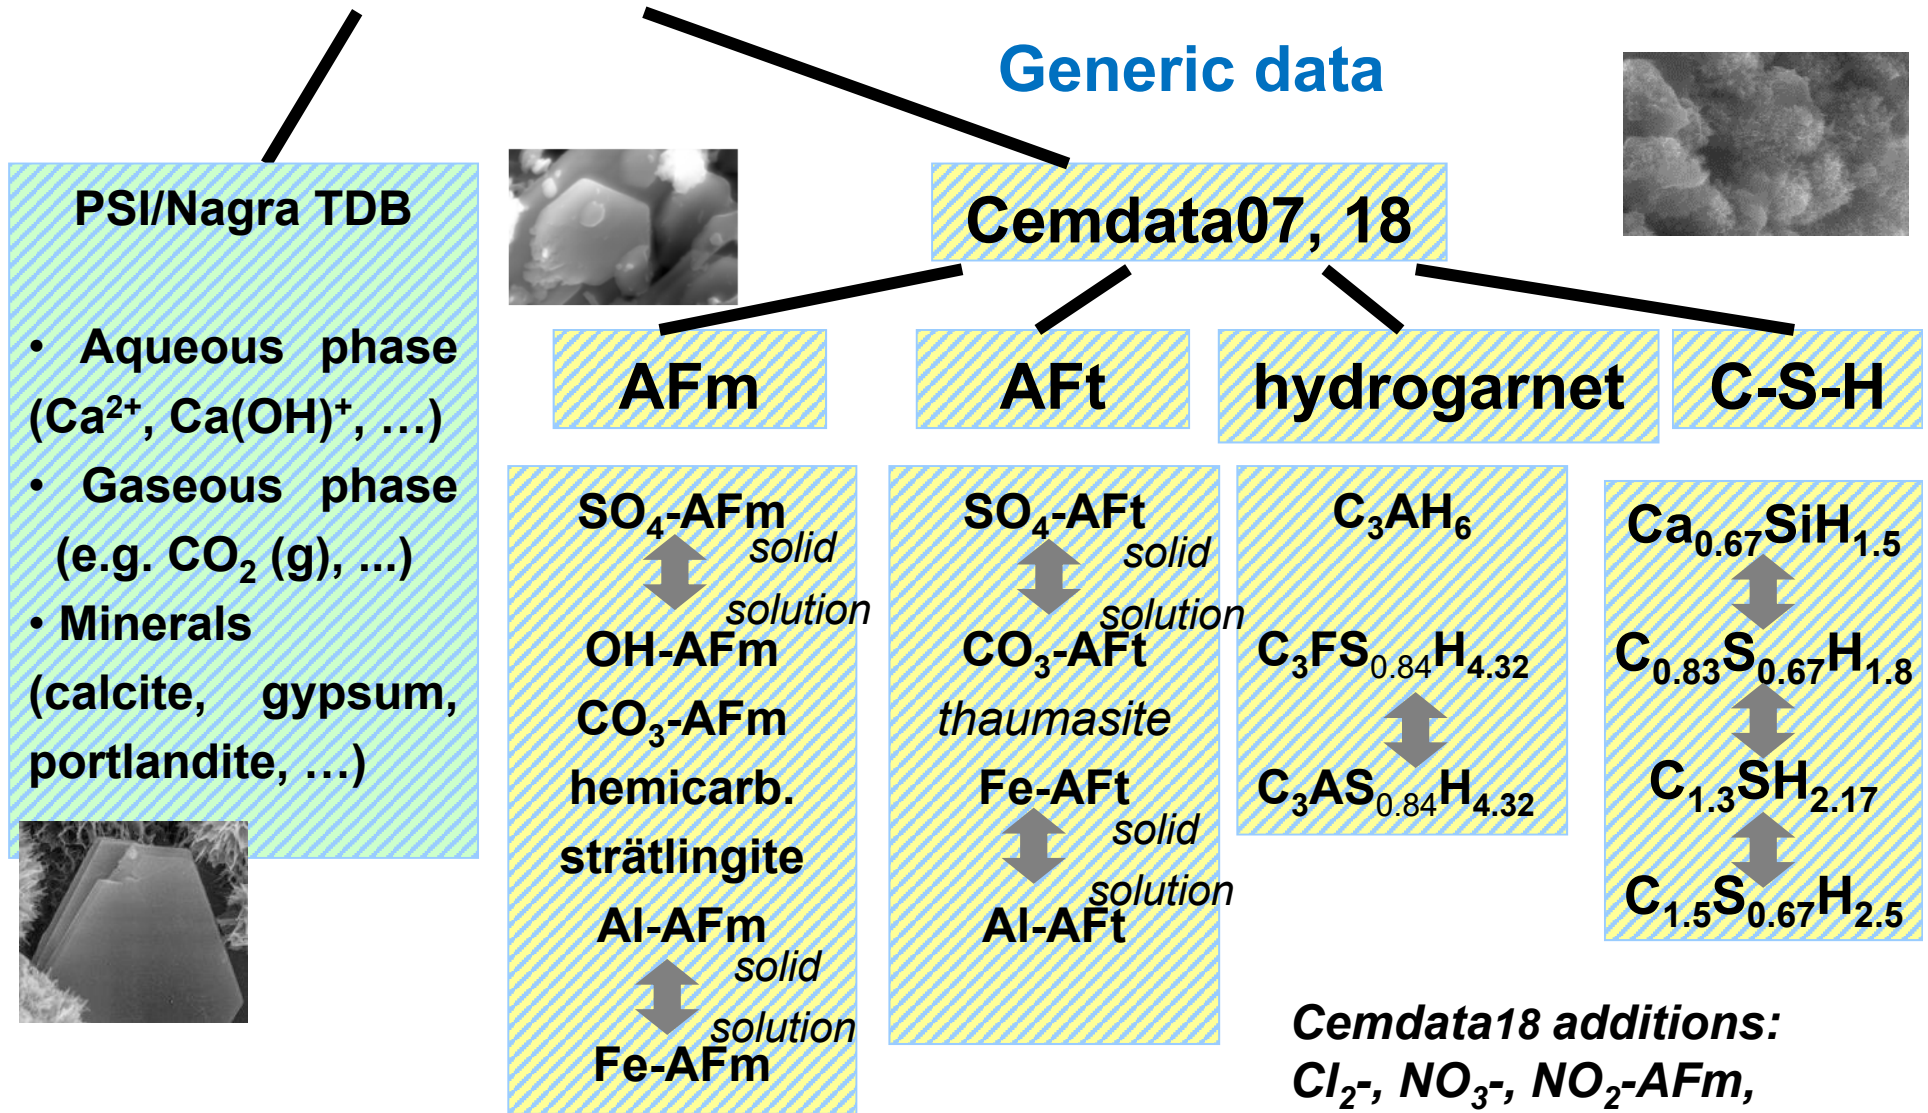 Generic data
PSI/Nagra TDB
• Aqueous phase
(Ca²⁺, Ca(OH)⁺, …)
• Gaseous phase
(e.g. CO₂ (g), ...)
• Minerals
(calcite, gypsum,
portlandite, …)
Cemdata07, 18
AFm
SO₄-AFm
solid
solution
OH-AFm
CO₃-AFm
hemicarb.
strätlingite
Al-AFm
solid
solution
Fe-AFm
AFt
SO₄-AFt
solid
solution
CO₃-AFt
thaumasite
Fe-AFt
solid
solution
Al-AFt
hydrogarnet
C₃AH₆
C₃FS₀.₈₄H₄.₃₂
C₃AS₀.₈₄H₄.₃₂
C-S-H
Ca₀.₆₇SiH₁.₅
C₀.₈₃S₀.₆₇H₁.₈
C₁.₃SH₂.₁₇
C₁.₅S₀.₆₇H₂.₅
Cemdata18 additions:
Cl₂-, NO₃-, NO₂-AFm,